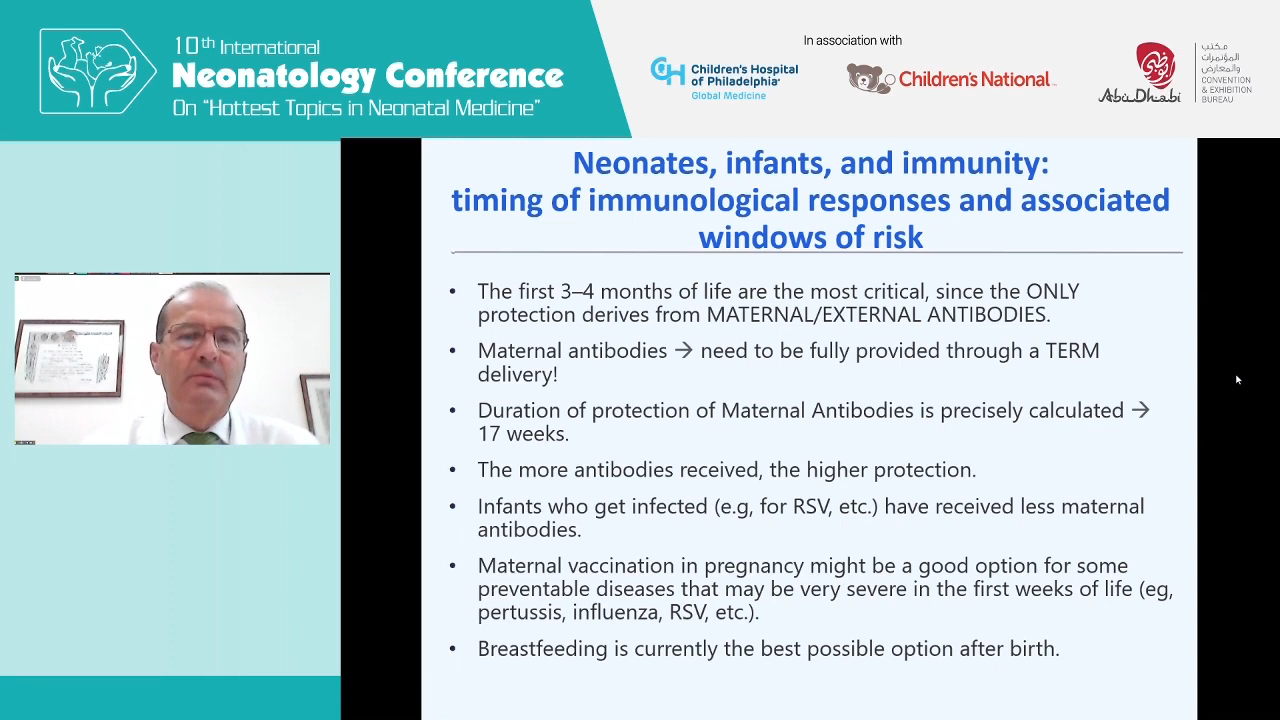 10th International
Neonatology Conference
On “Hottest Topics in Neonatal Medicine”
In association with
CH Children's Hospital
of Philadelphia
Global Medicine
Children's National
Abu Dhabi
أبوظبي
مكتب
المؤتمرات
والمعارض
CONVENTION
& EXHIBITION
BUREAU
Neonates, infants, and immunity:
timing of immunological responses and associated
windows of risk
• The first 3–4 months of life are the most critical, since the ONLY
protection derives from MATERNAL/EXTERNAL ANTIBODIES.
• Maternal antibodies → need to be fully provided through a TERM
delivery!
• Duration of protection of Maternal Antibodies is precisely calculated →
17 weeks.
• The more antibodies received, the higher protection.
• Infants who get infected (e.g, for RSV, etc.) have received less maternal
antibodies.
• Maternal vaccination in pregnancy might be a good option for some
preventable diseases that may be very severe in the first weeks of life (eg,
pertussis, influenza, RSV, etc.).
• Breastfeeding is currently the best possible option after birth.